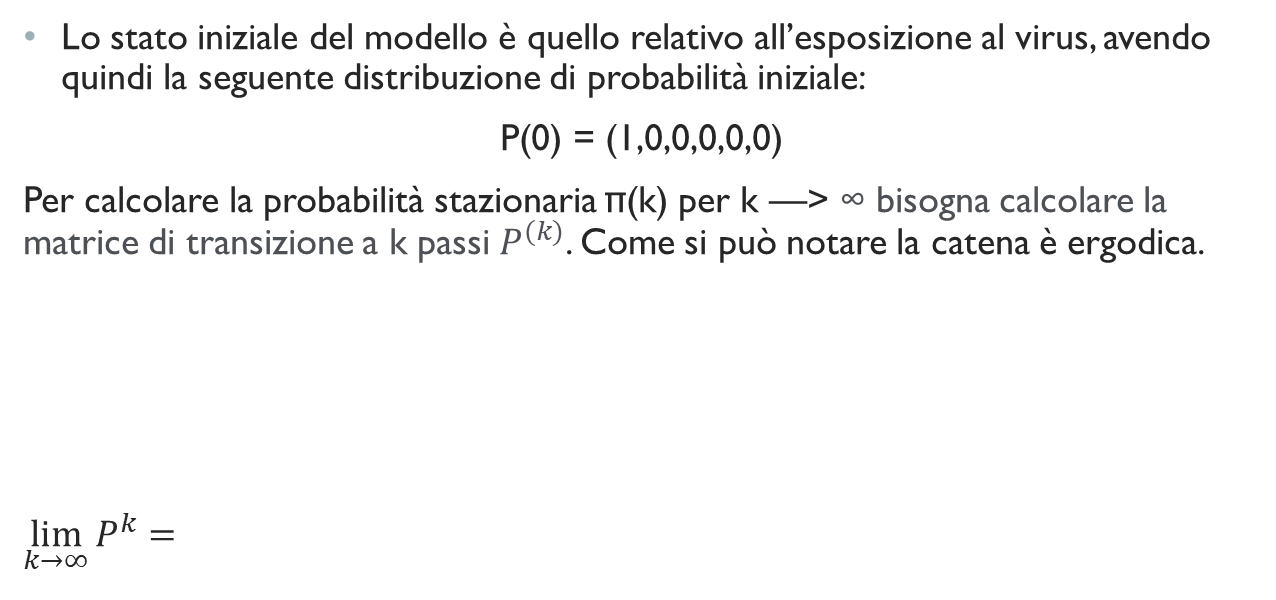 • Lo stato iniziale del modello è quello relativo all’esposizione al virus, avendo
quindi la seguente distribuzione di probabilità iniziale:
P(0) = (1,0,0,0,0,0)
Per calcolare la probabilità stazionaria π(k) per k —> ∞ bisogna calcolare la
matrice di transizione a k passi P^(k). Come si può notare la catena è ergodica.
lim P^k =
k→∞